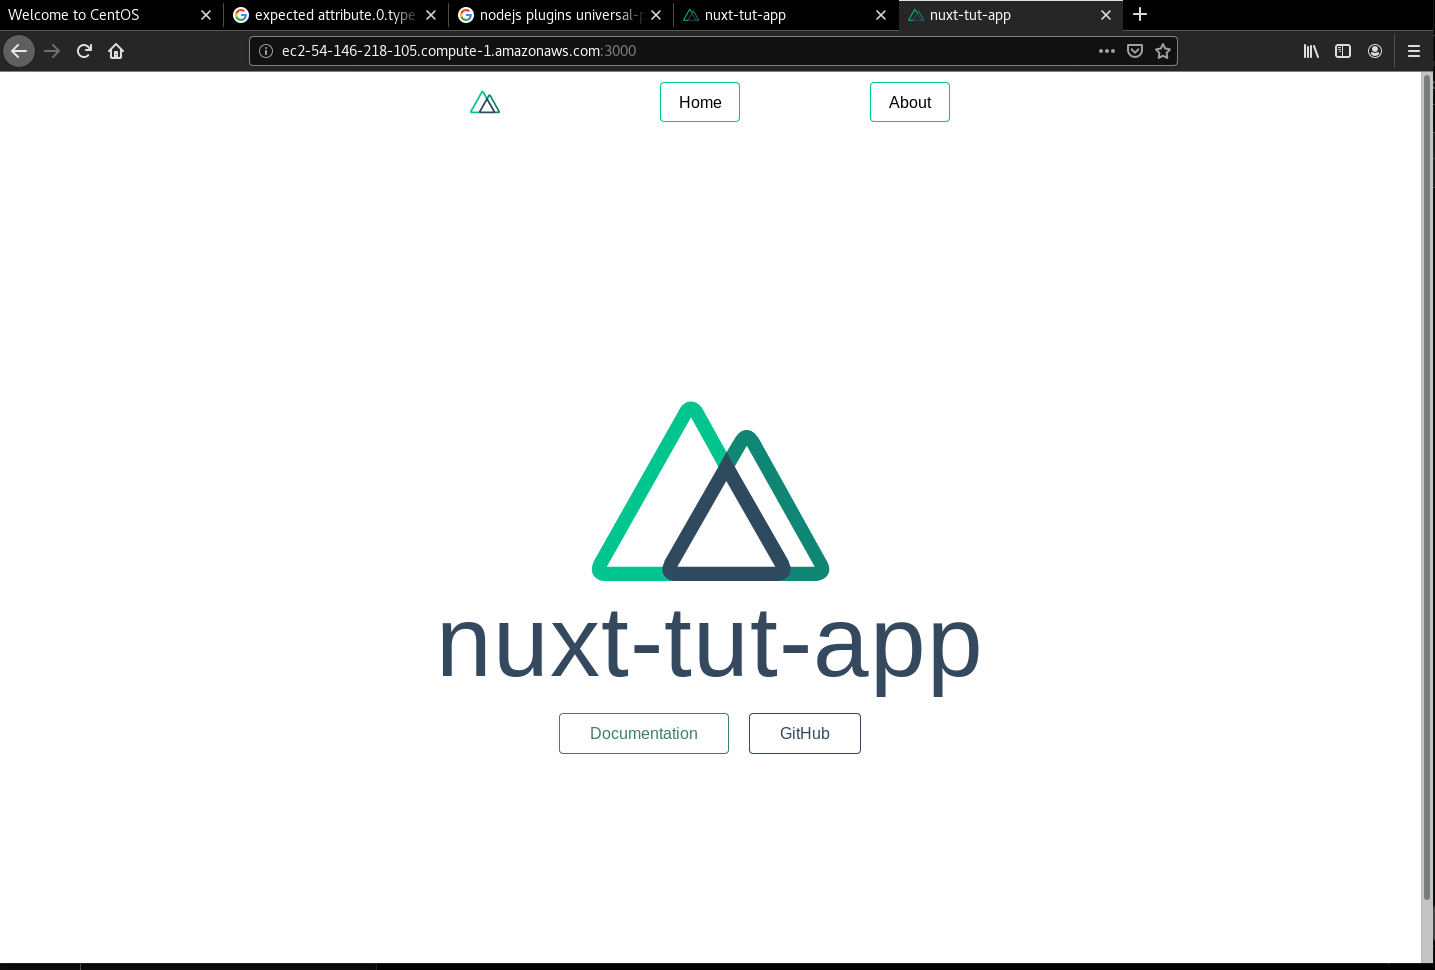 Welcome to CentOS
expected attribute.0.type
nodejs plugins universal-
nuxt-tut-app
nuxt-tut-app
ec2-54-146-218-105.compute-1.amazonaws.com:3000
Home
About
nuxt-tut-app
Documentation
GitHub